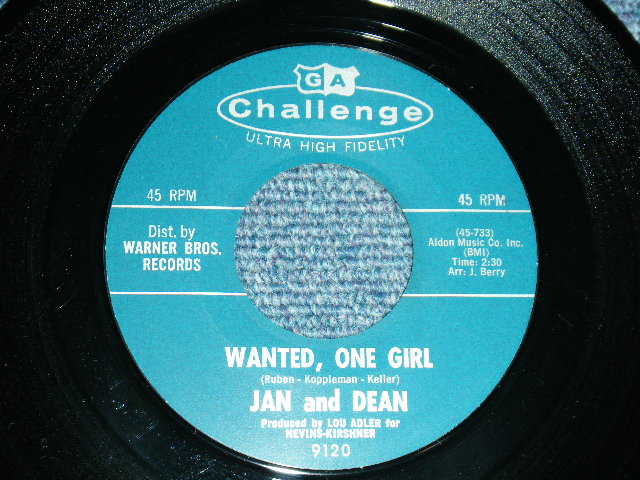 GA
Challenge
ULTRA HIGH FIDELITY
45 RPM
45 RPM
Dist. by
WARNER BROS.
RECORDS
(45-733)
Aldon Music Co. Inc.
(BMI)
Time: 2:30
Arr: J. Berry
WANTED, ONE GIRL
(Ruben - Koppleman - Keller)
JAN and DEAN
Produced by LOU ADLER for
NEVINS-KIRSHNER
9120